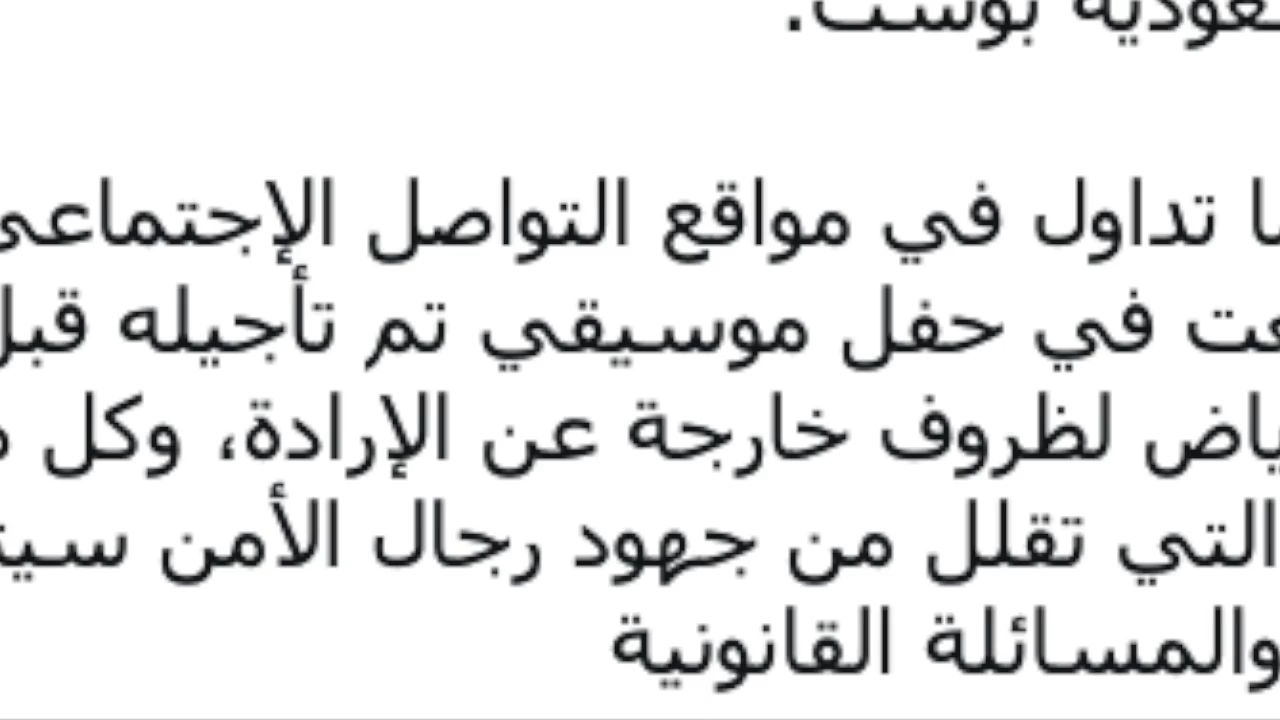 بوست.
تداول في مواقع التواصل الإجتماعي
في حفل موسيقي تم تأجيله قبل
لظروف خارجة عن الإرادة، وكل
التي تقلل من جهود رجال الأمن
والمسائلة القانونية